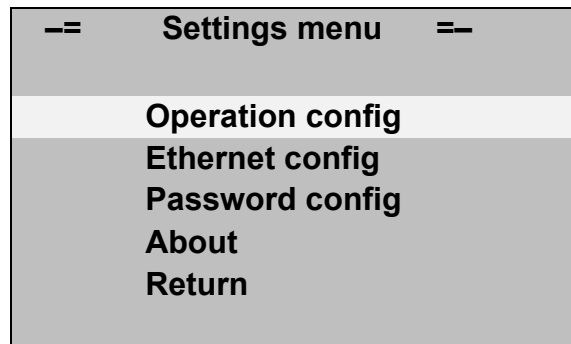 –= Settings menu =–
Operation config
Ethernet config
Password config
About
Return